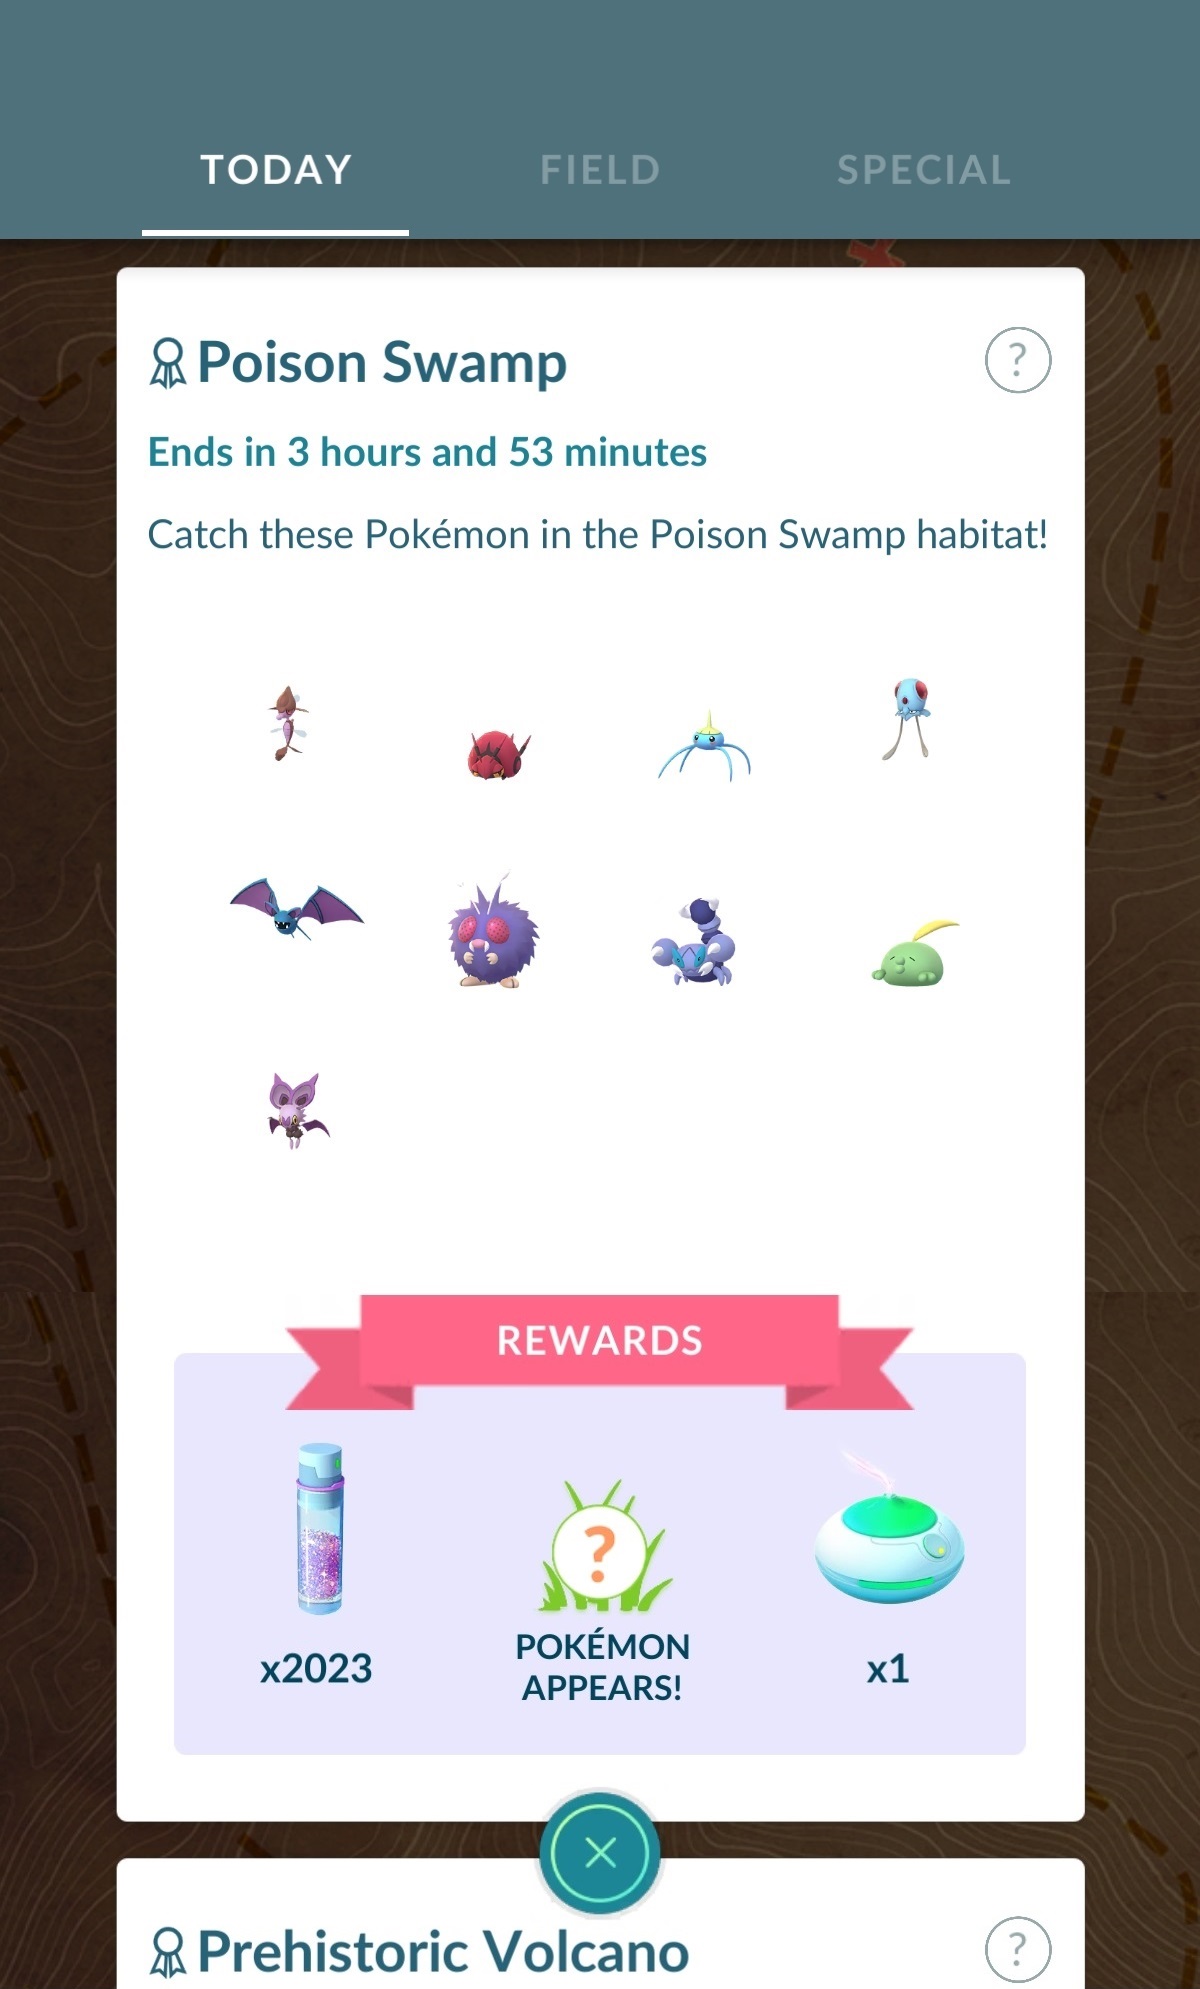 TODAY
FIELD
SPECIAL
Poison Swamp
?
Ends in 3 hours and 53 minutes
Catch these Pokémon in the Poison Swamp habitat!
REWARDS
?
x2023
POKÉMON
APPEARS!
x1
Prehistoric Volcano
?